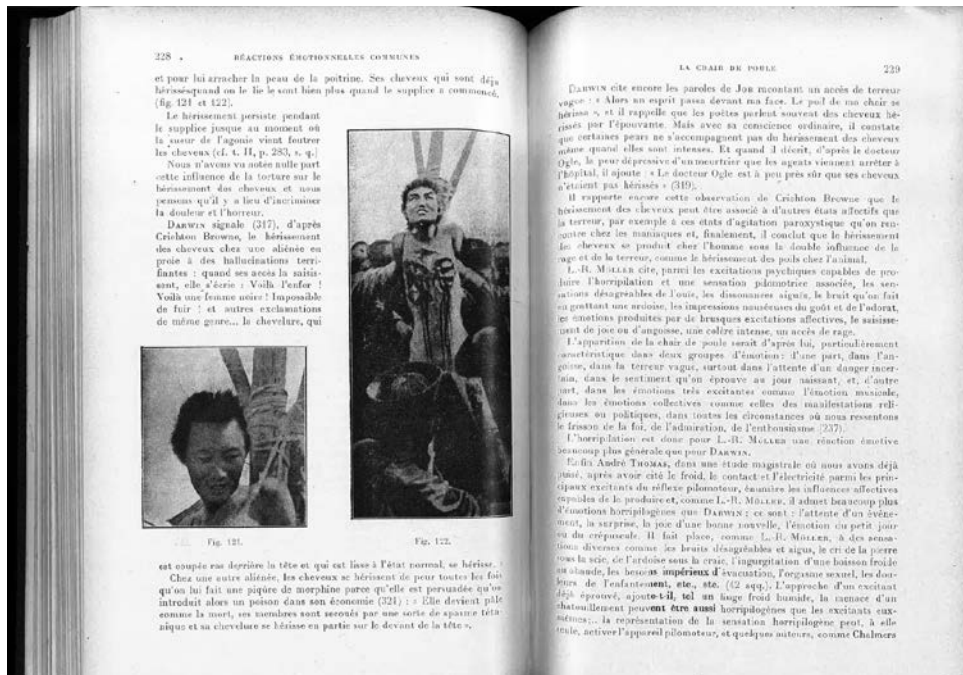 228 . RÉACTIONS ÉMOTIONNELLES COMMUNES
et pour lui arracher la peau de la poitrine. Ses cheveux qui sont déjà
hérissésquand on le lie le sont bien plus quand le supplice a commencé,
(fig. 121 et 122).
Le hérissement persiste pendant
le supplice jusque au moment où
la sueur de l'agonie vient feutrer
les cheveux (cf. t. II, p. 283, s. q.]
Nous n'avons vu notée nulle part
cette influence de la torture sur le
hérissement des cheveux et nous
pensons qu'il y a lieu d'incriminer
la douleur et l'horreur.
DARWIN signale (317), d'après
Crichton Browne, le hérissement
des cheveux chez une aliénée en
proie à des hallucinations terri-
fiantes : quand ses accès la saisis-
sent, elle s'écrie : Voilà l'enfer !
Voilà une femme noire ! Impossible
de fuir ! et autres exclamations
de même genre... la chevelure, qui
Fig. 121.
Fig. 122.
est coupée ras derrière la tête et qui est lisse à l'état normal, se hérisse. »
Chez une autre aliénée, les cheveux se hérissent de peur toutes les fois
qu'on lui fait une piqûre de morphine parce qu'elle est persuadée qu'on
introduit alors un poison dans son économie (321) : « Elle devient pâle
comme la mort, ses membres sont secoués par une sorte de spasme téta-
nique et sa chevelure se hérisse en partie sur le devant de la tête ».
LA CHAIR DE POULE 229
DARWIN cite encore les paroles de JOB racontant un accès de terreur
vague : « Alors un esprit passa devant ma face. Le poil de ma chair se
hérissa », et il rappelle que les poètes parlent souvent des cheveux hé-
rissés par l'épouvante. Mais avec sa conscience ordinaire, il constate
que certaines peurs ne s'accompagnent pas du hérissement des cheveux
même quand elles sont intenses. Et quand il décrit, d'après le docteur
Ogle, la peur dépressive d'un meurtrier que les agents viennent arrêter à
l'hôpital, il ajoute : « Le docteur Ogle est à peu près sûr que ses cheveux
n'étaient pas hérissés » (319).
Il rapporte encore cette observation de Crichton Browne que le
hérissement des cheveux peut être associé à d'autres états affectifs que
la terreur, par exemple à ces états d'agitation paroxystique qu'on ren-
contre chez les maniaques et, finalement, il conclut que le hérissement
des cheveux se produit chez l'homme sous la double influence de la
rage et de la terreur, comme le hérissement des poils chez l'animal.
L.-R. MÜLLER cite, parmi les excitations psychiques capables de pro-
duire l'horripilation et une sensation pilomotrice associée, les sen-
sations désagréables de l'ouïe, les dissonances aiguës, le bruit qu'on fait
en grattant une ardoise, les impressions nauséeuses du goût et de l'odorat,
les émotions produites par de brusques excitations affectives, le saisisse-
ment de joie ou d'angoisse, une colère intense, un accès de rage.
L'apparition de la chair de poule serait d'après lui, particulièrement
caractéristique dans deux groupes d'émotion : d'une part, dans l'an-
goisse, dans la terreur vague, surtout dans l'attente d'un danger incer-
tain, dans le sentiment qu'on éprouve au jour naissant, et, d'autre
part, dans les émotions très excitantes comme l'émotion musicale,
dans les émotions collectives comme celles des manifestations reli-
gieuses ou politiques, dans toutes les circonstances où nous ressentons
le frisson de la foi, de l'admiration, de l'enthousiasme (237).
L'horripilation est donc pour L.-R. MÜLLER une réaction émotive
beaucoup plus générale que pour DARWIN.
Enfin André THOMAS, dans une étude magistrale où nous avons déjà
puisé, après avoir cité le froid, le contact et l'électricité parmi les prin-
cipaux excitants du réflexe pilomoteur, énumère les influences affectives
capables de le produire et, comme L.-R. MÜLLER, il admet beaucoup plus
d'émotions horripilogènes que DARWIN ; ce sont : l'attente d'un événe-
ment, la surprise, la joie d'une bonne nouvelle, l'émotion du petit jour
ou du crépuscule. Il fait place, comme L.-R. MÜLLER, à des sensa-
tions diverses comme les bruits désagréables et aigus, le cri de la pierre
sous la scie, de l'ardoise sous la craie, l'ingurgitation d'une boisson froide
ou chaude, les besoins impérieux d'évacuation, l'orgasme sexuel, les dou-
leurs de l'enfantement, etc., etc. (42 sqq.). L'approche d'un excitant
déjà éprouvé, ajoute-t-il, tel un linge froid humide, la menace d'un
chatouillement peuvent être aussi horripilogènes que les excitants eux-
mêmes ;.. la représentation de la sensation horripilogène peut, à elle
seule, activer l'appareil pilomoteur, et quelques auteurs, comme Chalmers